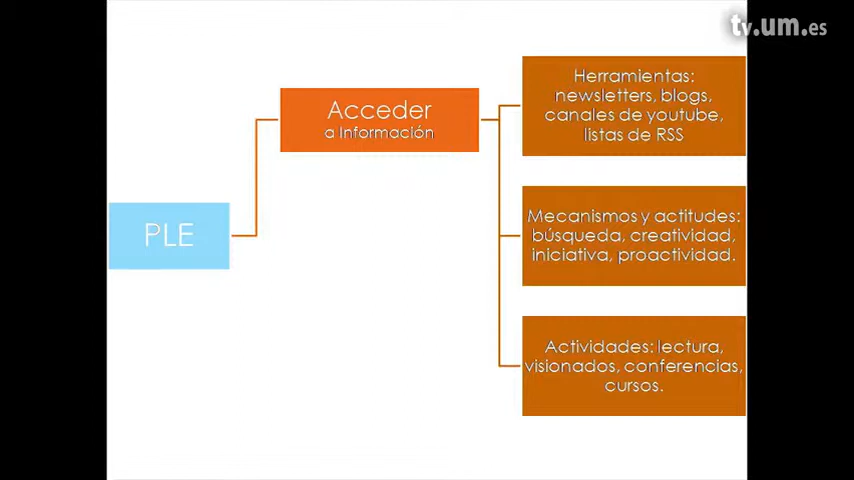 tv.um.es
Acceder
a Información
PLE
Herramientas:
newsletters, blogs,
canales de youtube,
listas de RSS
Mecanismos y actitudes:
búsqueda, creatividad,
iniciativa, proactividad.
Actividades: lectura,
visionados, conferencias,
cursos.